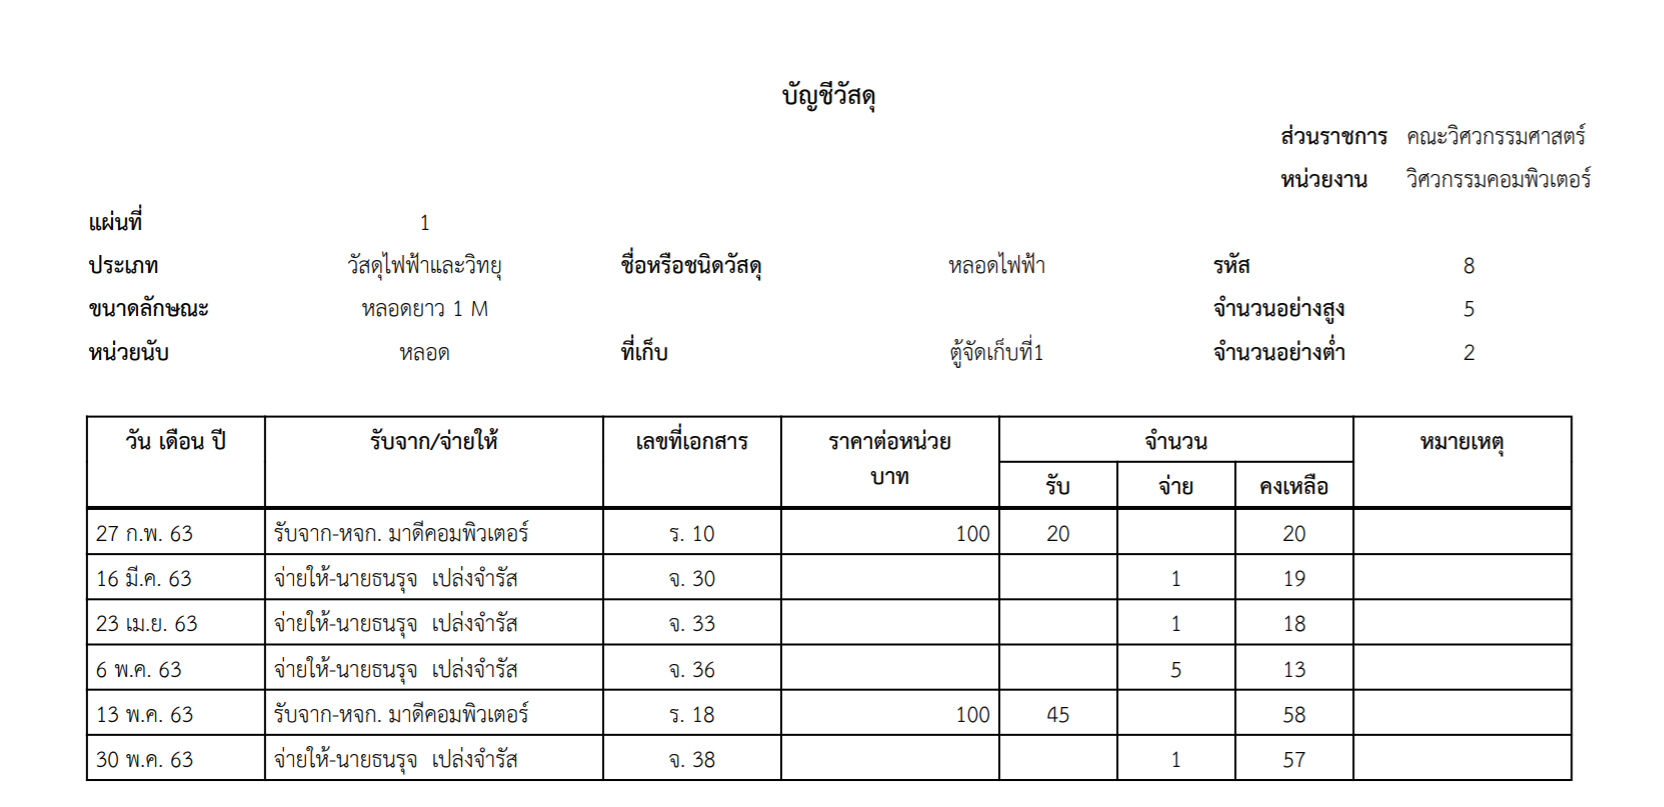 บัญชีวัสดุ
ส่วนราชการ คณะวิศวกรรมศาสตร์
หน่วยงาน วิศวกรรมคอมพิวเตอร์
แผ่นที่ 1
ประเภท วัสดุไฟฟ้าและวิทยุ ชื่อหรือชนิดวัสดุ หลอดไฟฟ้า รหัส 8
ขนาดลักษณะ หลอดยาว 1 M จำนวนอย่างสูง 5
หน่วยนับ หลอด ที่เก็บ ตู้จัดเก็บที่1 จำนวนอย่างต่ำ 2
วัน เดือน ปี รับจาก/จ่ายให้ เลขที่เอกสาร ราคาต่อหน่วย จำนวน หมายเหตุ
บาท รับ จ่าย คงเหลือ
27 ก.พ. 63 รับจาก-หจก. มาดีคอมพิวเตอร์ ร. 10 100 20 20
16 มี.ค. 63 จ่ายให้-นายธนรุจ เปล่งจำรัส จ. 30 1 19
23 เม.ย. 63 จ่ายให้-นายธนรุจ เปล่งจำรัส จ. 33 1 18
6 พ.ค. 63 จ่ายให้-นายธนรุจ เปล่งจำรัส จ. 36 5 13
13 พ.ค. 63 รับจาก-หจก. มาดีคอมพิวเตอร์ ร. 18 100 45 58
30 พ.ค. 63 จ่ายให้-นายธนรุจ เปล่งจำรัส จ. 38 1 57